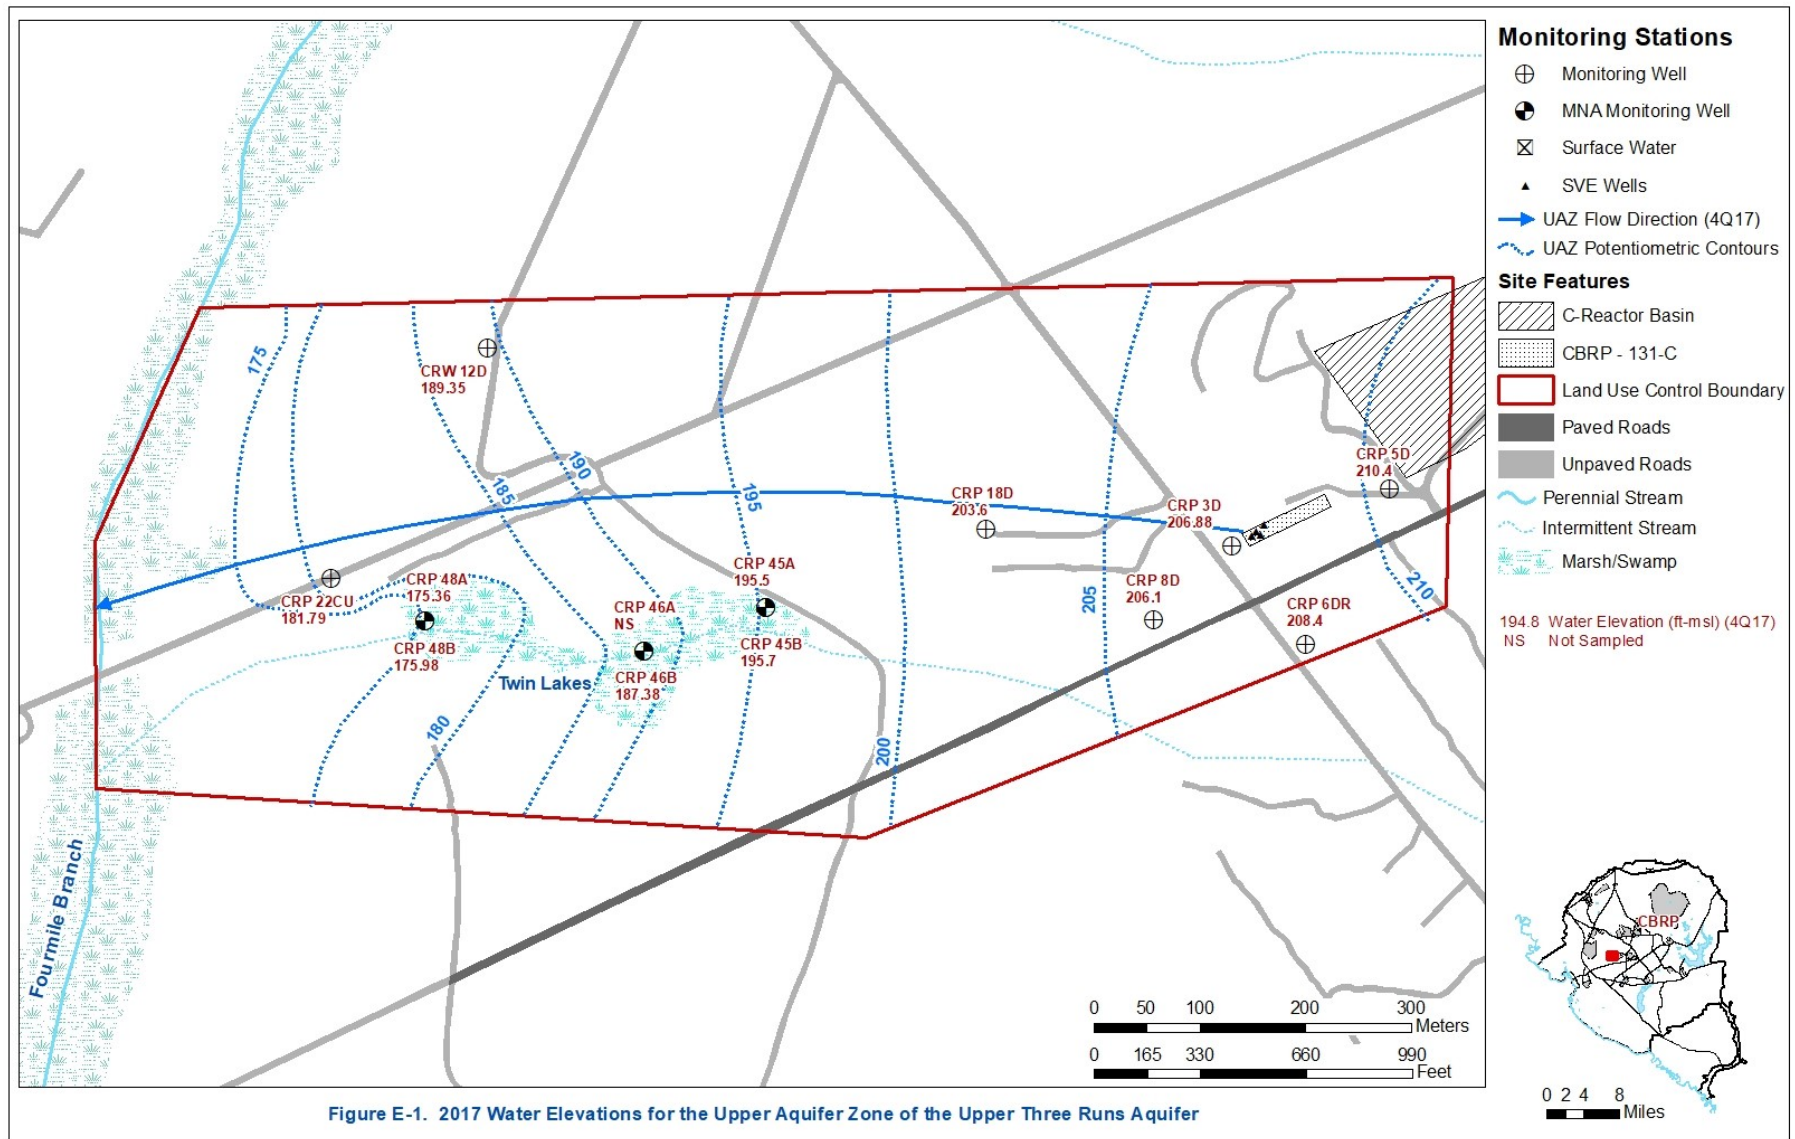 Monitoring Stations
Monitoring Well
MNA Monitoring Well
Surface Water
SVE Wells
UAZ Flow Direction (4Q17)
UAZ Potentiometric Contours
Site Features
C-Reactor Basin
CBRP - 131-C
Land Use Control Boundary
Paved Roads
Unpaved Roads
Perennial Stream
Intermittent Stream
Marsh/Swamp
194.8 Water Elevation (ft-msl) (4Q17)
NS Not Sampled
175
CRW 12D
189.35
190
185
195
CRP 18D
203.6
CRP 3D
206.88
CRP 5D
210.4
CRP 22CU
181.79
CRP 48A
175.36
CRP 48B
175.98
CRP 46A
NS
CRP 46B
187.38
CRP 45A
195.5
CRP 45B
195.7
CRP 8D
206.1
CRP 6DR
208.4
205
210
Twin Lakes
180
200
Fourmile Branch
0 50 100 200 300
Meters
0 165 330 660 990
Feet
CBRP
0 2 4 8
Miles
Figure E-1. 2017 Water Elevations for the Upper Aquifer Zone of the Upper Three Runs Aquifer